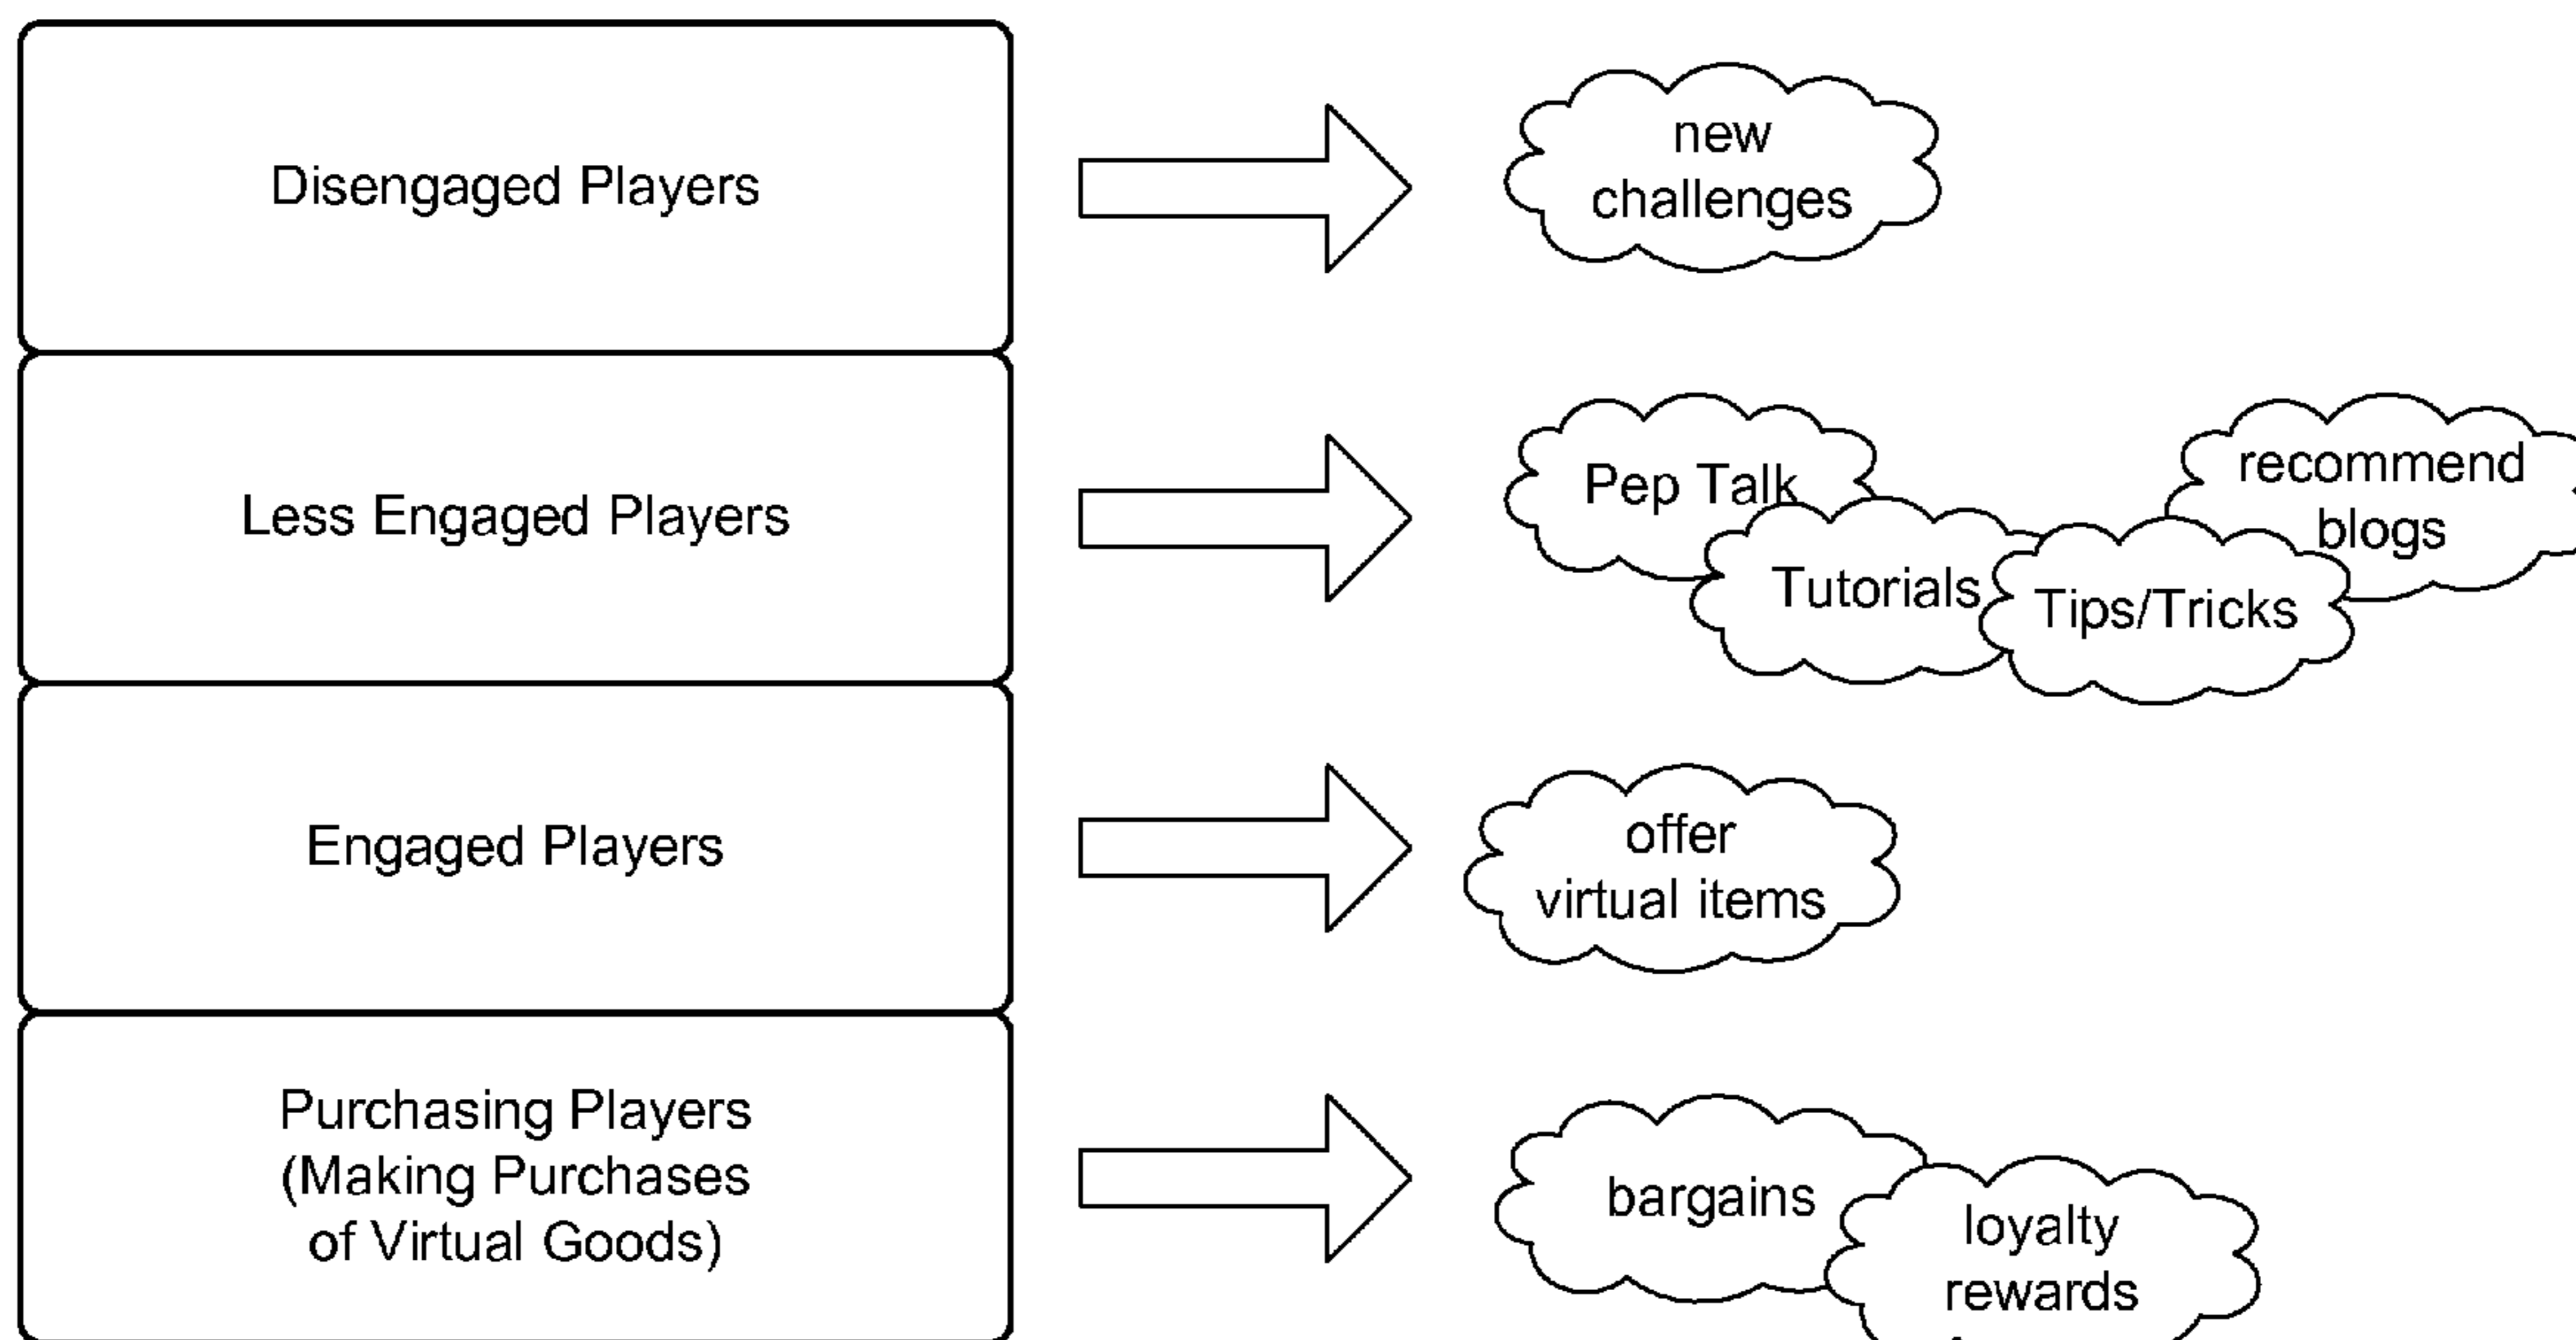 Disengaged Players
new
challenges
Less Engaged Players
Pep Talk
Tutorials
Tips/Tricks
recommend
blogs
Engaged Players
offer
virtual items
Purchasing Players
(Making Purchases
of Virtual Goods)
bargains
loyalty
rewards